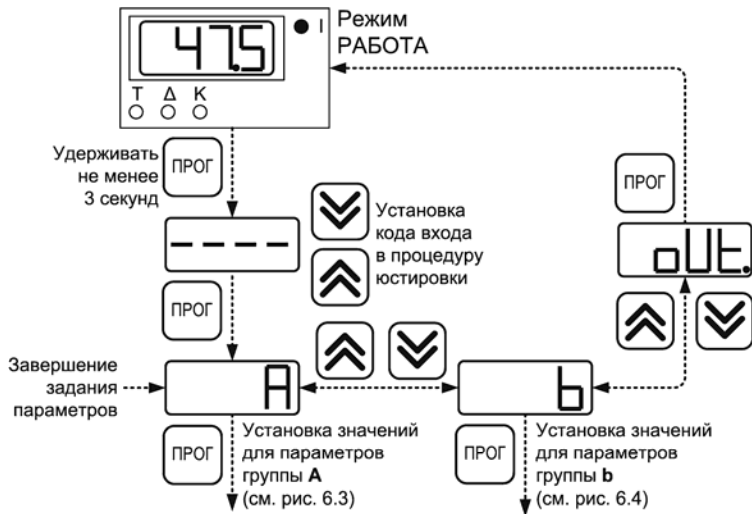 Режим
РАБОТА
47.5
I
T Δ K
Удерживать
не менее
3 секунд
ПРОГ
----
Установка
кода входа
в процедуру
юстировки
ПРОГ
oUt.
ПРОГ
Завершение
задания
параметров
A
b
ПРОГ
Установка значений
для параметров
группы A
(см. рис. 6.3)
ПРОГ
Установка значений
для параметров
группы b
(см. рис. 6.4)